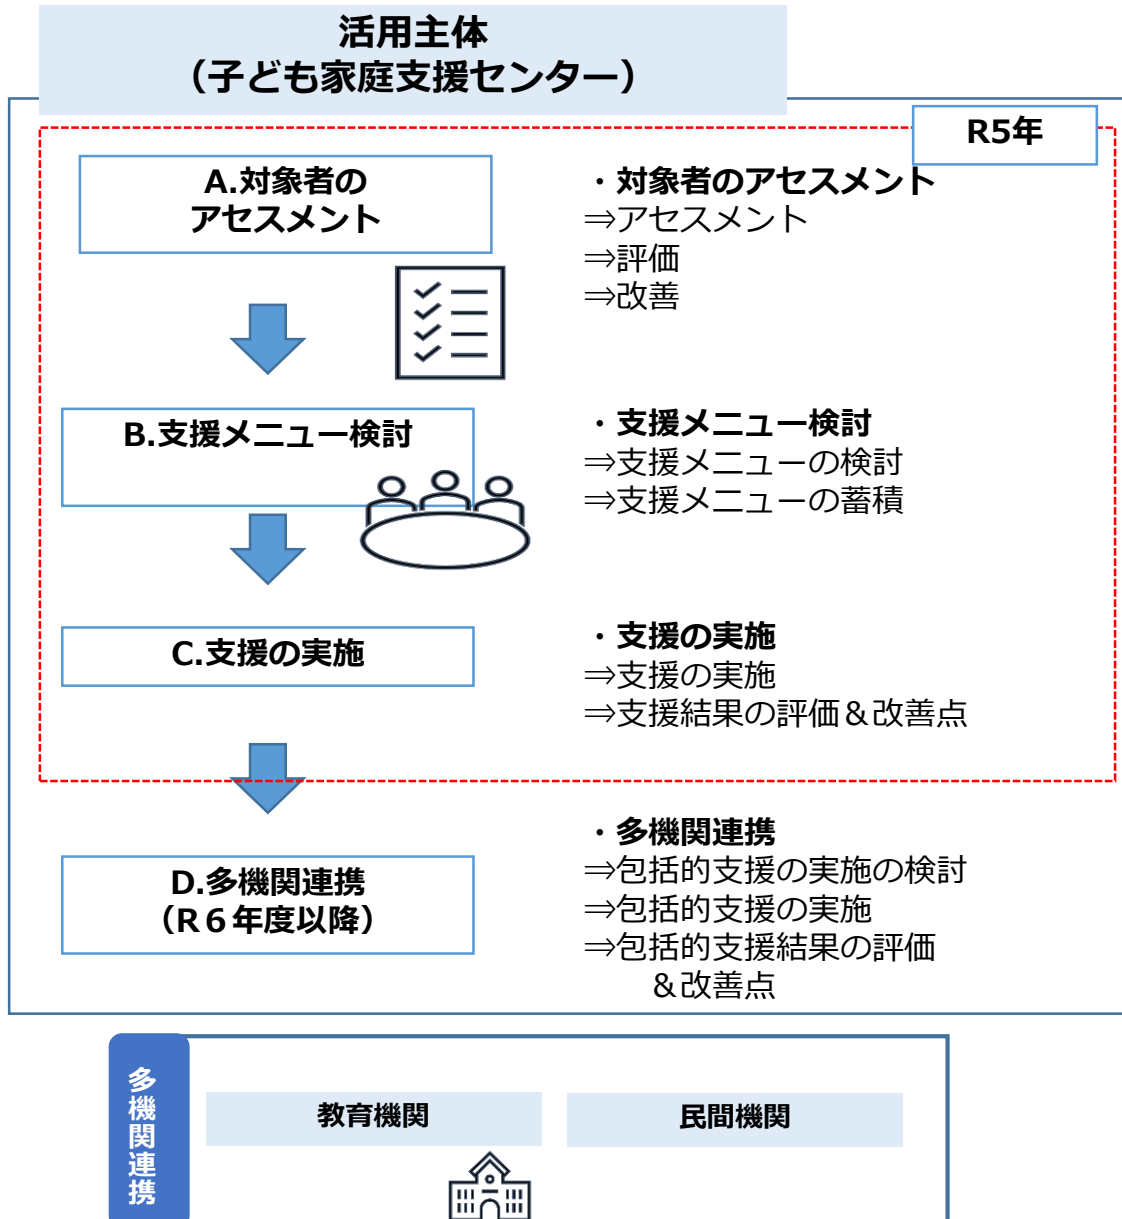 活用主体
（子ども家庭支援センター）
R5年
A.対象者の
アセスメント
・対象者のアセスメント
⇒アセスメント
⇒評価
⇒改善
B.支援メニュー検討
・支援メニュー検討
⇒支援メニューの検討
⇒支援メニューの蓄積
C.支援の実施
・支援の実施
⇒支援の実施
⇒支援結果の評価＆改善点
D.多機関連携
（R６年度以降）
・多機関連携
⇒包括的支援の実施の検討
⇒包括的支援の実施
⇒包括的支援結果の評価
＆改善点
多機関連携
教育機関
民間機関